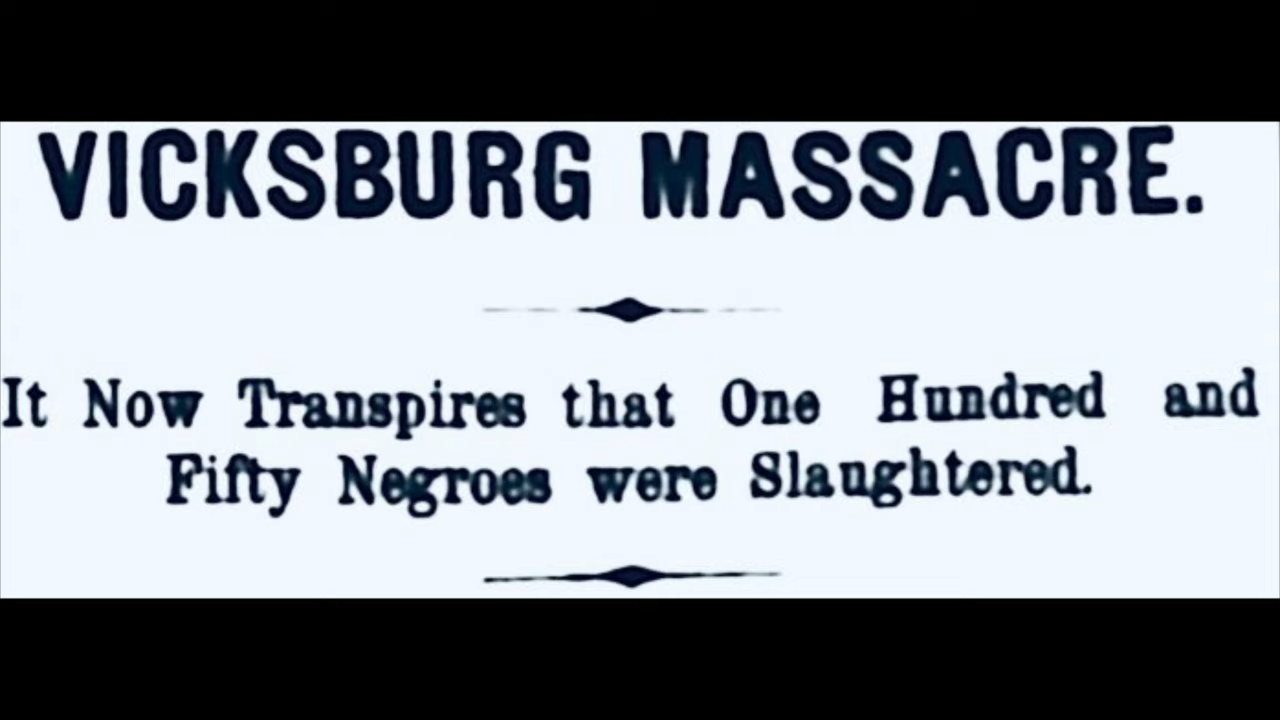 VICKSBURG MASSACRE.
It Now Transpires that One Hundred and
Fifty Negroes were Slaughtered.